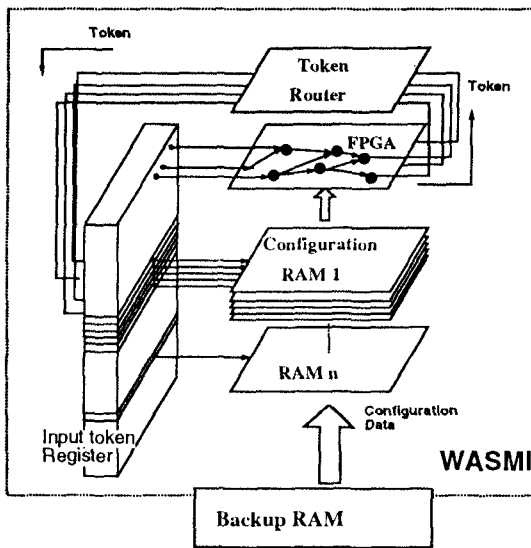 Token
Token
Router
Token
FPGA
Configuration
RAM 1
RAM n
Configuration
Data
Input token
Register
WASMI
Backup RAM